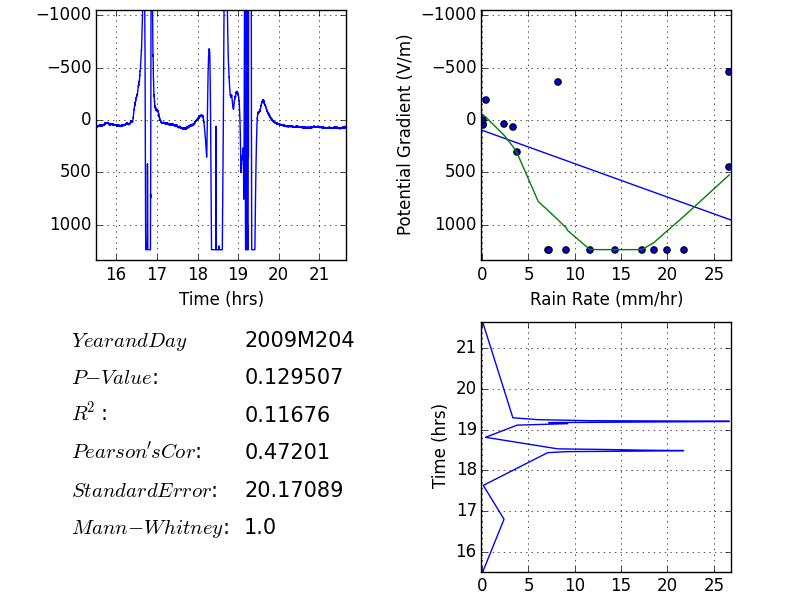 −1000
−500
0
500
1000
16 17 18 19 20 21
Time (hrs)
Potential Gradient (V/m)
−1000
−500
0
500
1000
0 5 10 15 20 25
Rain Rate (mm/hr)
YearandDay 2009M204
P−Value: 0.129507
R²: 0.11676
Pearson'sCor: 0.47201
StandardError: 20.17089
Mann−Whitney: 1.0
Time (hrs)
21
20
19
18
17
16
0 5 10 15 20 25